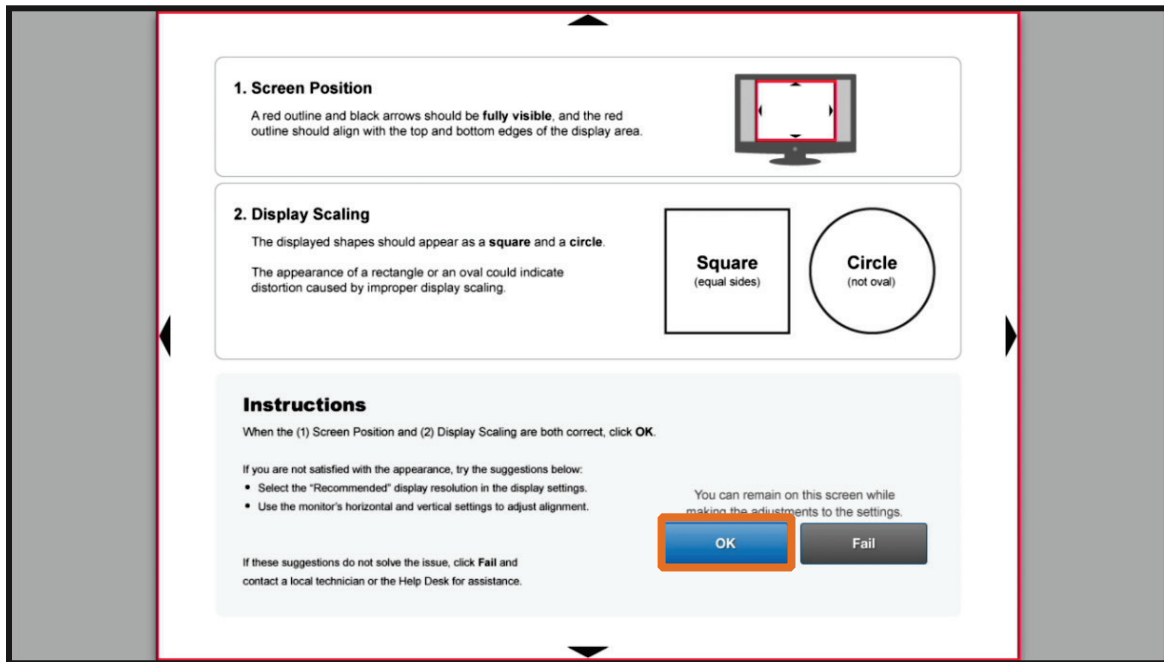 1. Screen Position
A red outline and black arrows should be fully visible, and the red
outline should align with the top and bottom edges of the display area.
2. Display Scaling
The displayed shapes should appear as a square and a circle.
The appearance of a rectangle or an oval could indicate
distortion caused by improper display scaling.
Square
(equal sides)
Circle
(not oval)
Instructions
When the (1) Screen Position and (2) Display Scaling are both correct, click OK.
If you are not satisfied with the appearance, try the suggestions below:
• Select the “Recommended” display resolution in the display settings.
• Use the monitor's horizontal and vertical settings to adjust alignment.
If these suggestions do not solve the issue, click Fail and
contact a local technician or the Help Desk for assistance.
You can remain on this screen while
making the adjustments to the settings.
OK
Fail